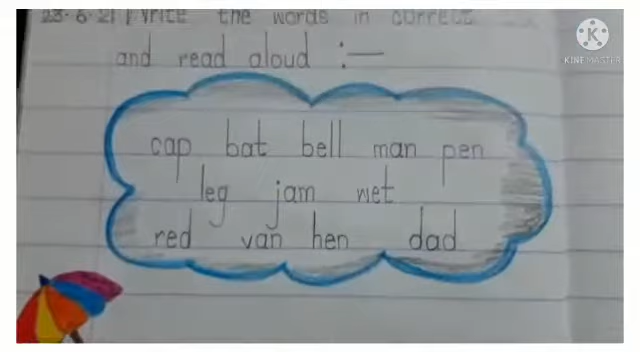 23·6·21 Write the words in correct
and read aloud :—
cap bat bell man pen
leg jam wet
red van hen dad
K
KINEMASTER